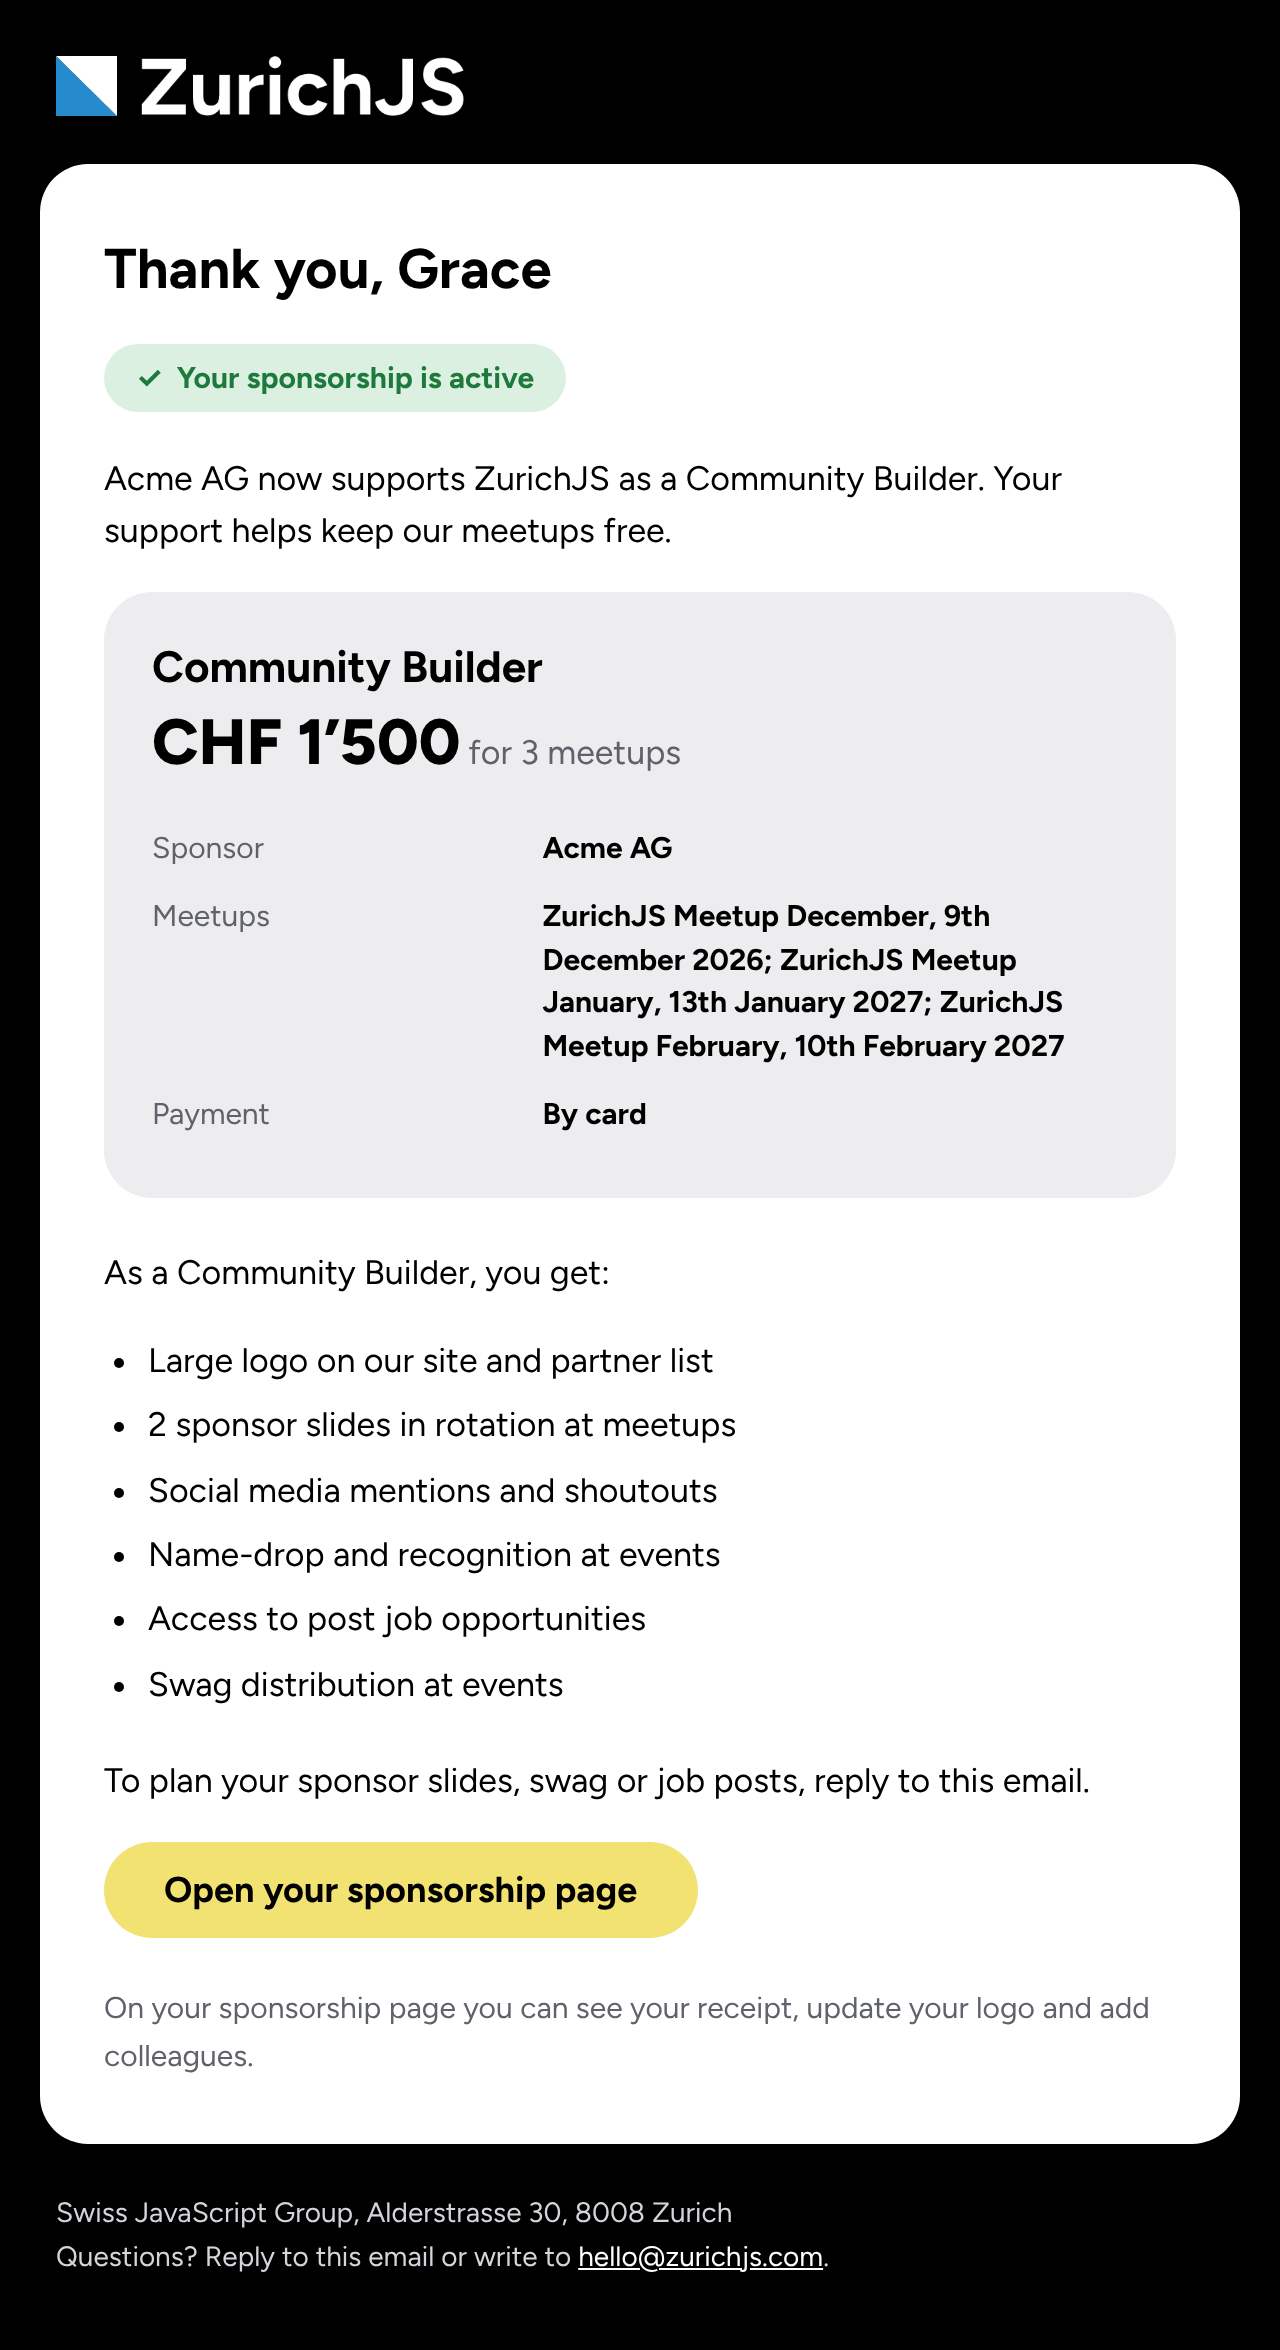 ZurichJS
Thank you, Grace
✓ Your sponsorship is active
Acme AG now supports ZurichJS as a Community Builder. Your
support helps keep our meetups free.
Community Builder
CHF 1’500 for 3 meetups
Sponsor Acme AG
Meetups ZurichJS Meetup December, 9th
December 2026; ZurichJS Meetup
January, 13th January 2027; ZurichJS
Meetup February, 10th February 2027
Payment By card
As a Community Builder, you get:
• Large logo on our site and partner list
• 2 sponsor slides in rotation at meetups
• Social media mentions and shoutouts
• Name-drop and recognition at events
• Access to post job opportunities
• Swag distribution at events
To plan your sponsor slides, swag or job posts, reply to this email.
Open your sponsorship page
On your sponsorship page you can see your receipt, update your logo and add
colleagues.
Swiss JavaScript Group, Alderstrasse 30, 8008 Zurich
Questions? Reply to this email or write to hello@zurichjs.com.